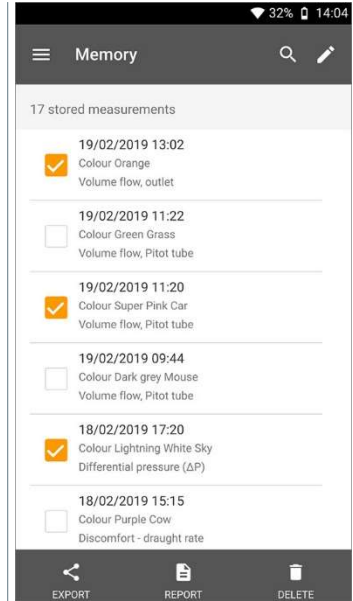 32% 14:04
Memory
17 stored measurements
19/02/2019 13:02
Colour Orange
Volume flow, outlet
19/02/2019 11:22
Colour Green Grass
Volume flow, Pitot tube
19/02/2019 11:20
Colour Super Pink Car
Volume flow, Pitot tube
19/02/2019 09:44
Colour Dark grey Mouse
Volume flow, Pitot tube
18/02/2019 17:20
Colour Lightning White Sky
Differential pressure (ΔP)
18/02/2019 15:15
Colour Purple Cow
Discomfort - draught rate
EXPORT REPORT DELETE